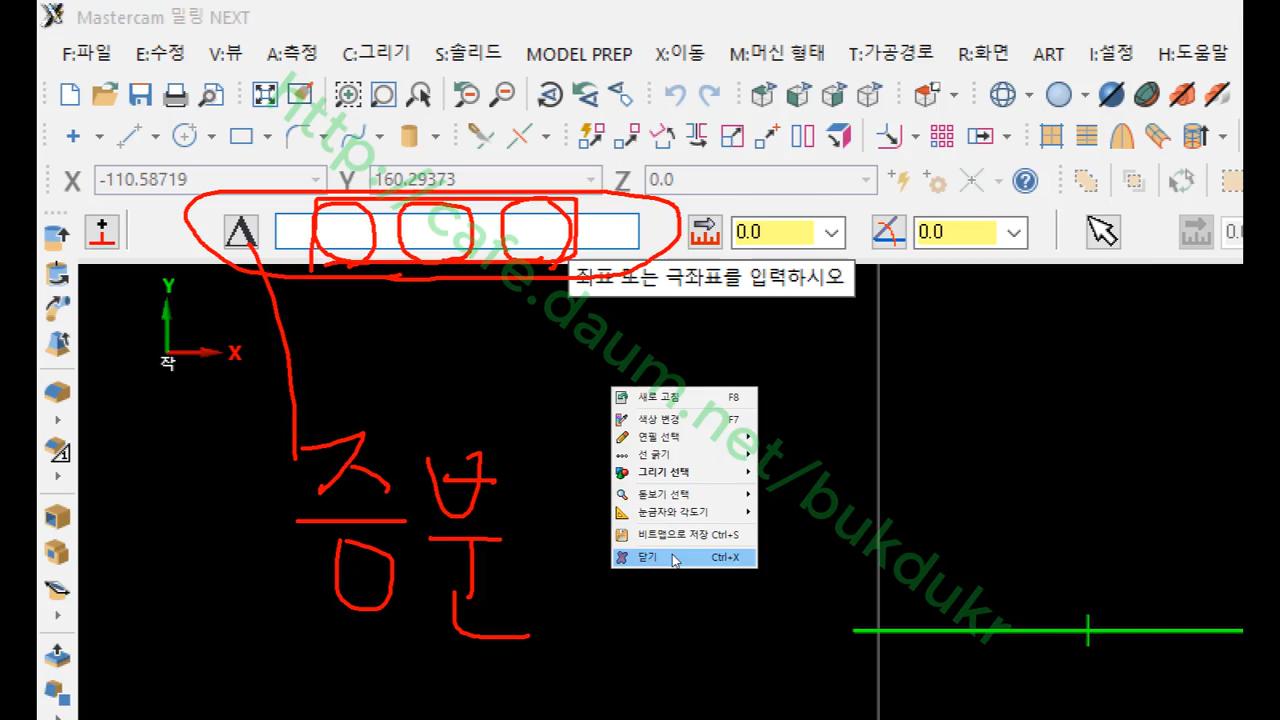 Mastercam 밀링 NEXT
F:파일 E:수정 V:뷰 A:측정 C:그리기 S:솔리드 MODEL PREP X:이동 M:머신 형태 T:가공경로 R:화면 ART I:설정 H:도움말
X -110.58719 Y 160.29373 Z 0.0
0.0 0.0 0.
좌표 또는 극좌표를 입력하시오
Y
X
작
새로 고침 F8
색상 변경 F7
연필 선택
선 굵기
그리기 선택
돋보기 선택
눈금자와 각도기
비트맵으로 저장 Ctrl+S
닫기 Ctrl+X
증분
http://cafe.daum.net/bukdukr